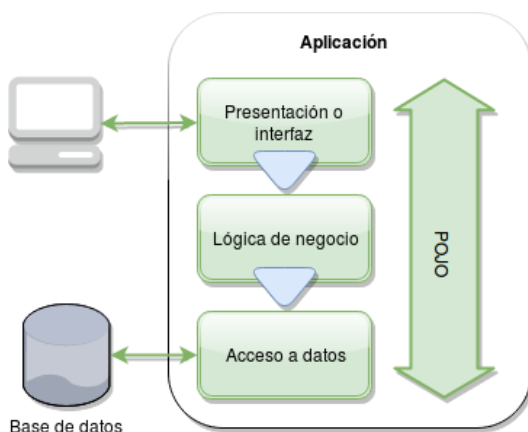 Aplicación
Presentación o
interfaz
Lógica de negocio
POJO
Acceso a datos
Base de datos